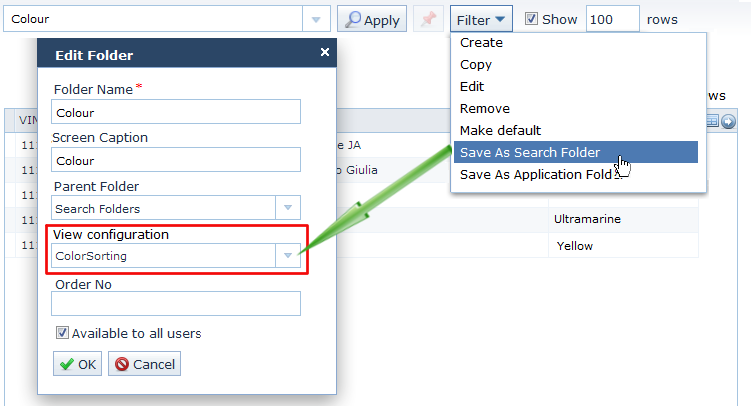 Colour
Apply
Filter
Show 100 rows
Create
Copy
Edit
Remove
Make default
Save As Search Folder
Save As Application Fold
Edit Folder
Folder Name *
Colour
Screen Caption
Colour
Parent Folder
Search Folders
View configuration
ColorSorting
Order No
Available to all users
OK
Cancel
ws
VIN
11
e JA
11
o Giulia
11
Ultramarine
11
Yellow